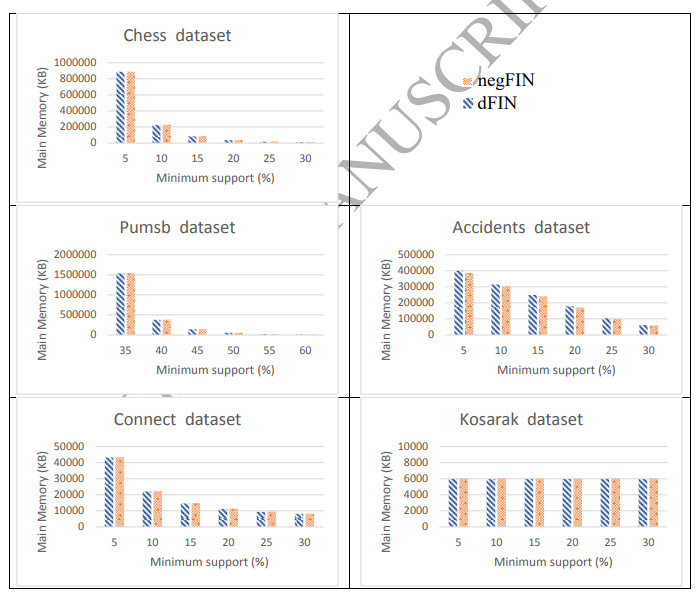 Chess dataset
Main Memory (KB)
1000000
800000
600000
400000
200000
0
5 10 15 20 25 30
Minimum support (%)
negFIN
dFIN
Pumsb dataset
Main Memory (KB)
2000000
1500000
1000000
500000
0
35 40 45 50 55 60
Minimum support (%)
Accidents dataset
Main Memory (KB)
500000
400000
300000
200000
100000
0
5 10 15 20 25 30
Minimum support (%)
Connect dataset
Main Memory (KB)
50000
40000
30000
20000
10000
0
5 10 15 20 25 30
Minimum support (%)
Kosarak dataset
Main Memory (KB)
10000
8000
6000
4000
2000
0
5 10 15 20 25 30
Minimum support (%)